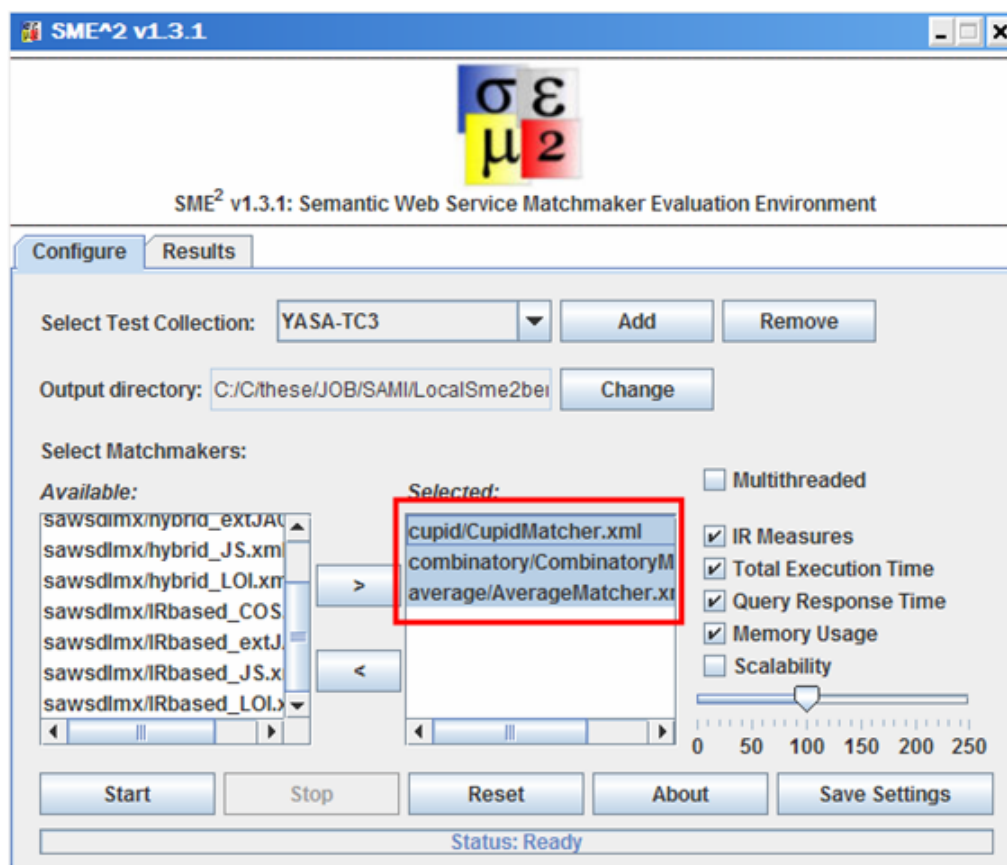 SME^2 v1.3.1
σ ε
μ 2
SME2 v1.3.1: Semantic Web Service Matchmaker Evaluation Environment
Configure Results
Select Test Collection: YASA-TC3 Add Remove
Output directory: C:/C/these/JOB/SAMI/LocalSme2ber Change
Select Matchmakers:
Available: Selected:
sawsdlmx/hybrid_extJAC
sawsdlmx/hybrid_JS.xml
sawsdlmx/hybrid_LOI.xm
sawsdlmx/IRbased_COS.
sawsdlmx/IRbased_extJ
sawsdlmx/IRbased_JS.x
sawsdlmx/IRbased_LOI.x
>
<
cupid/CupidMatcher.xml
combinatory/CombinatoryM
average/AverageMatcher.xm
Multithreaded
IR Measures
Total Execution Time
Query Response Time
Memory Usage
Scalability
0 50 100 150 200 250
Start Stop Reset About Save Settings
Status: Ready